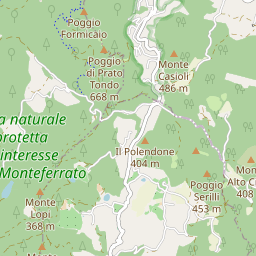 Poggio
Formicaio
Poggio
di Prato
Tondo
668 m
Monte
Casioli
486 m
a naturale
protetta
interesse
Monteferrato
Il Polendone
404 m
Poggio
Serilli
453 m
Alto
408
Monte
Lopi
368 m